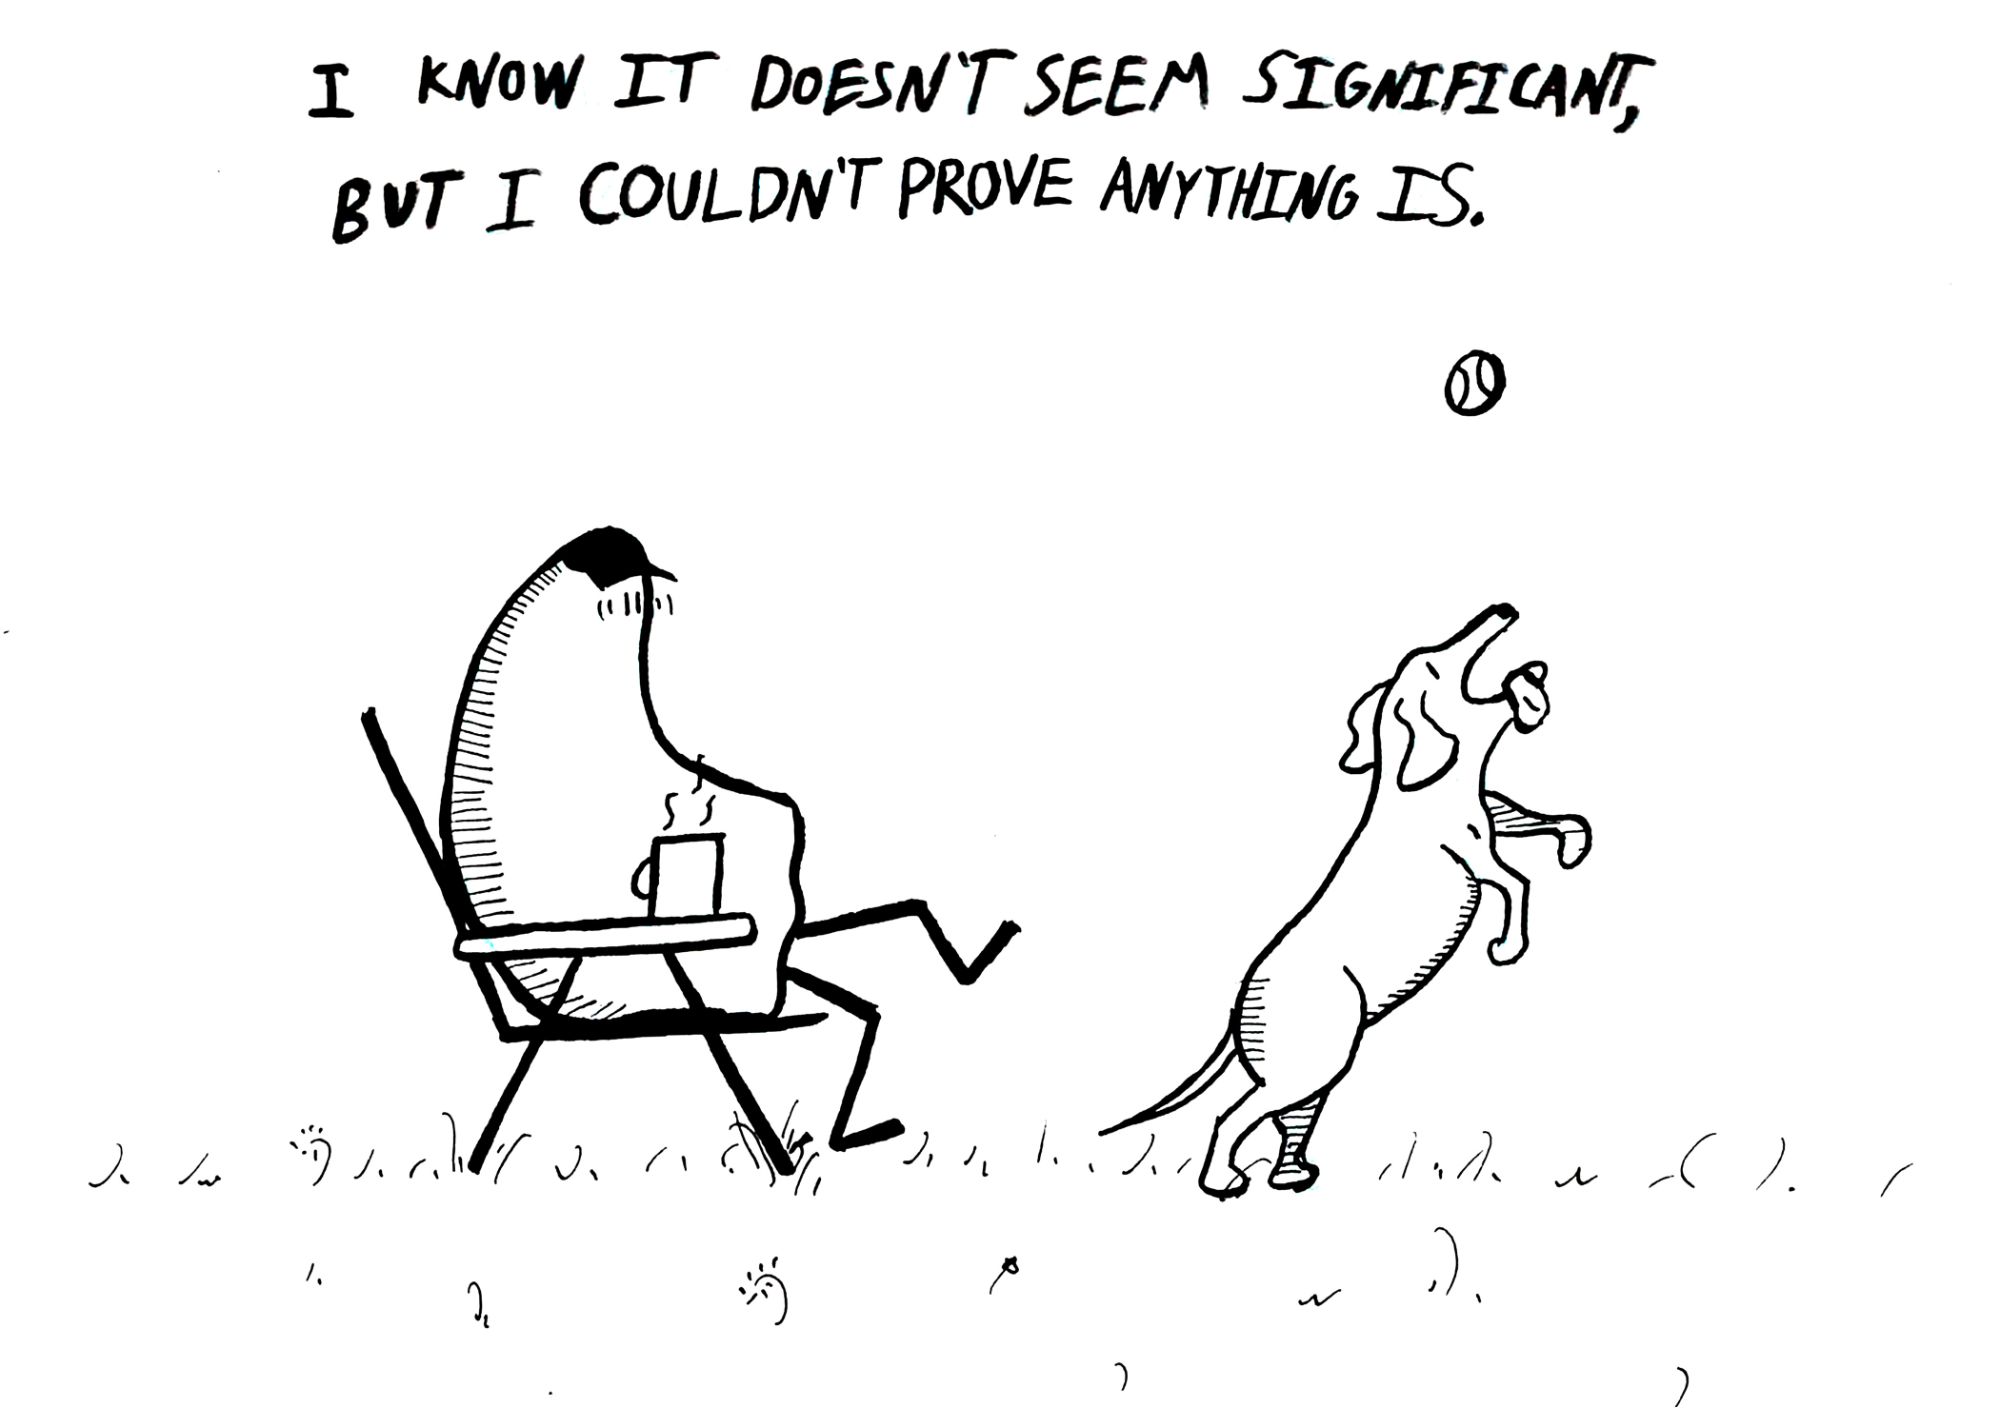 I KNOW IT DOESN'T SEEM SIGNIFICANT,
BUT I COULDN'T PROVE ANYTHING IS.